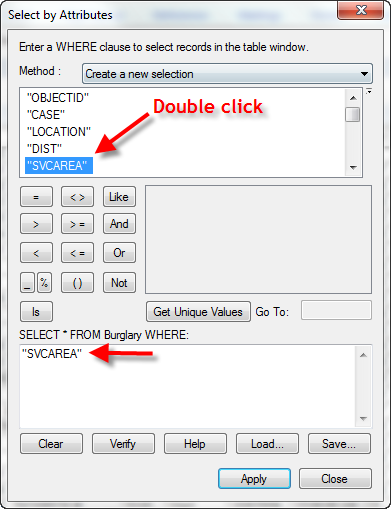 Select by Attributes
Enter a WHERE clause to select records in the table window.
Method : Create a new selection
"OBJECTID"
"CASE"
"LOCATION"
"DIST"
"SVCAREA"
Double click
= < > Like
> > = And
< < = Or
_ % ( ) Not
Is Get Unique Values Go To:
SELECT * FROM Burglary WHERE:
"SVCAREA"
Clear Verify Help Load... Save...
Apply Close